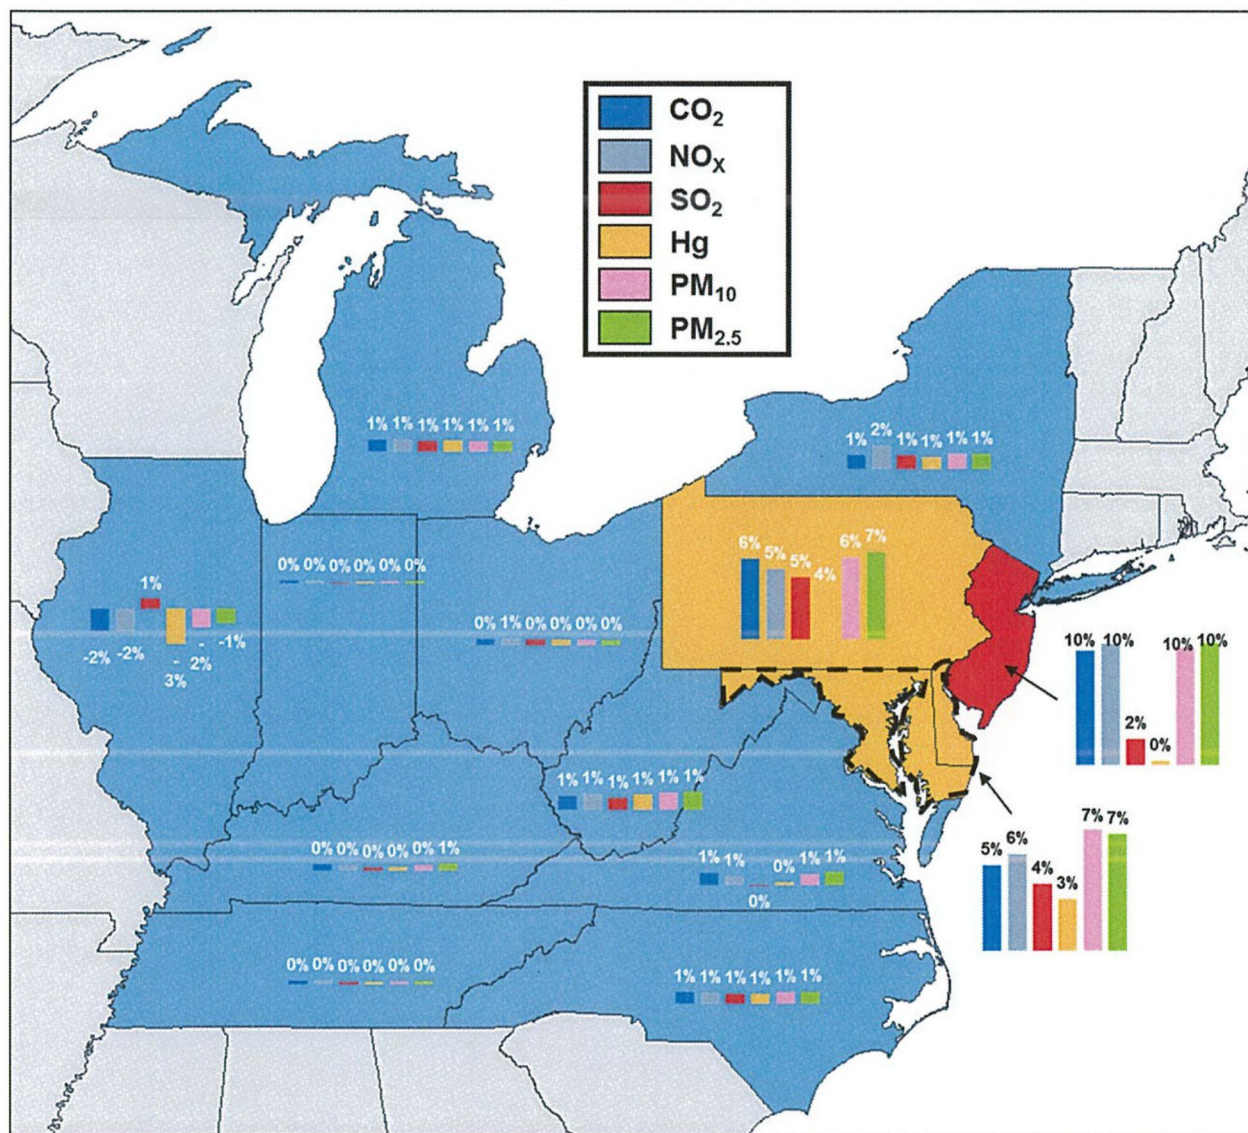 CO₂
NOₓ
SO₂
Hg
PM₁₀
PM₂.₅
1% 1% 1% 1% 1% 1%
1% 2% 1% 1% 1% 1%
6% 5% 5% 4% 6% 7%
0% 0% 0% 0% 0% 0%
1%
-2% -2% - 3% - 2% -1%
0% 1% 0% 0% 0% 0%
10% 10% 2% 0% 10% 10%
1% 1% 1% 1% 1% 1%
5% 6% 4% 3% 7% 7%
0% 0% 0% 0% 0% 1%
1% 1% 0% 0% 1% 1%
0% 0% 0% 0% 0% 0%
1% 1% 1% 1% 1% 1%